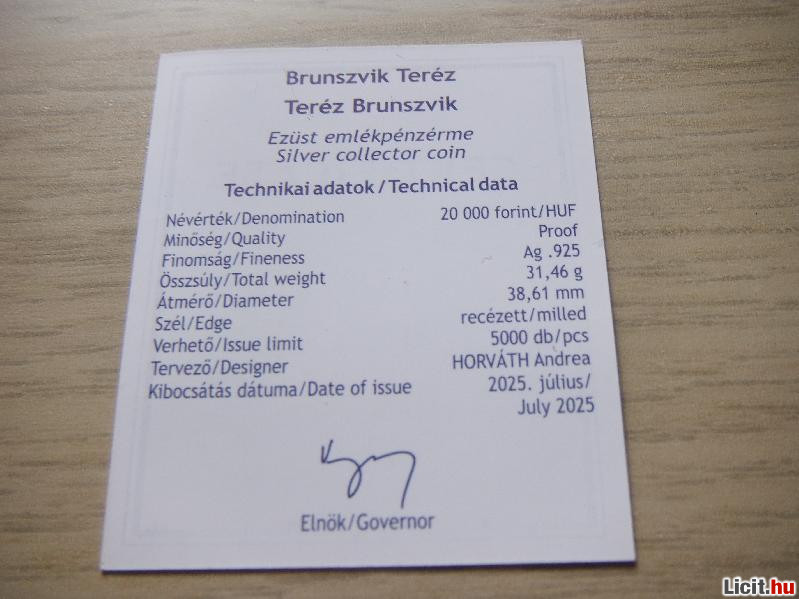 Brunszvik Teréz
Teréz Brunszvik
Ezüst emlékpénzérme
Silver collector coin
Technikai adatok / Technical data
Névérték/Denomination 20 000 forint/HUF
Minőség/Quality Proof
Finomság/Fineness Ag .925
Összsúly/Total weight 31,46 g
Átmérő/Diameter 38,61 mm
Szél/Edge recézett/milled
Verhető/Issue limit 5000 db/pcs
Tervező/Designer HORVÁTH Andrea
Kibocsátás dátuma/Date of issue 2025. július/
July 2025
Elnök/Governor
Licit.hu